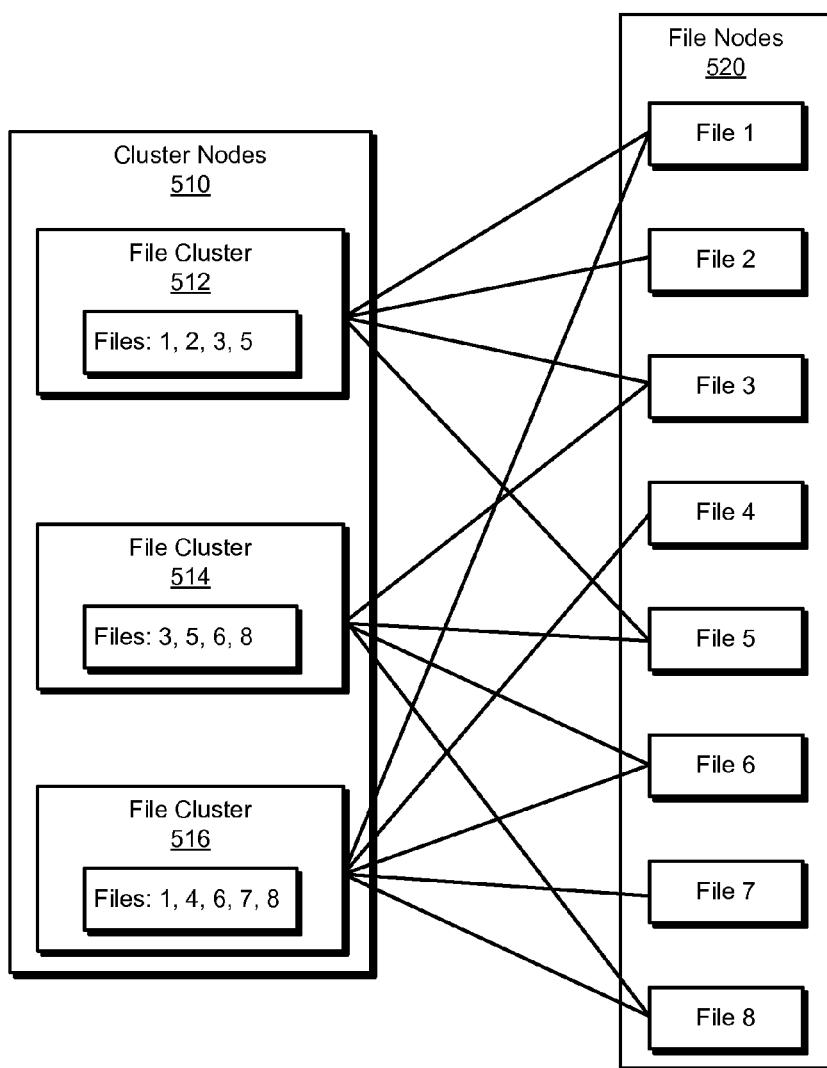 Cluster Nodes
510
File Cluster
512
Files: 1, 2, 3, 5
File Cluster
514
Files: 3, 5, 6, 8
File Cluster
516
Files: 1, 4, 6, 7, 8
File Nodes
520
File 1
File 2
File 3
File 4
File 5
File 6
File 7
File 8